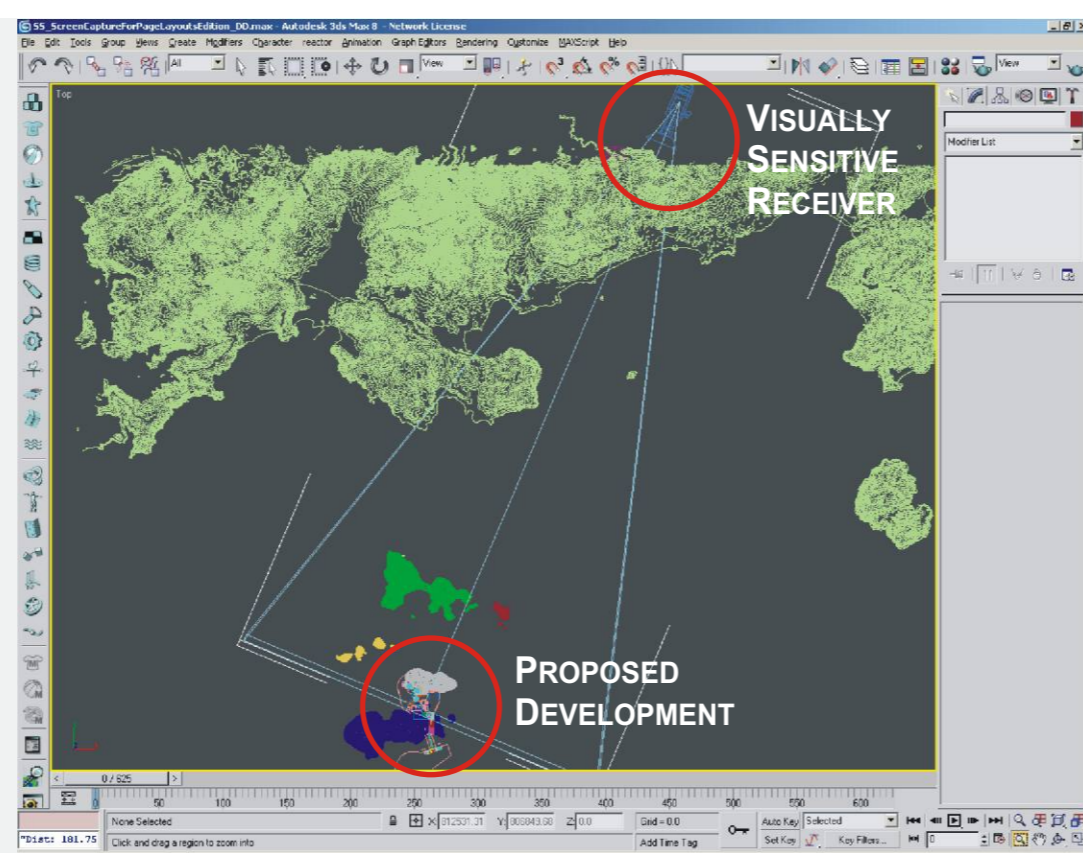 55_ScreenCaptureForPageLayoutsEdition_DD.max - Autodesk 3ds Max 8 - Network License
File Edit Tools Group Views Create Modifiers Character reactor Animation Graph Editors Rendering Customize MAXScript Help
All View View
Top
Modifier List
VISUALLY
SENSITIVE
RECEIVER
PROPOSED
DEVELOPMENT
0 / 625
0 50 100 150 200 250 300 350 400 450 500 550 600
None Selected X: Y: Z: 0.0 Grid = 0.0 Auto Key Selected
"Dist: 181.75 Click and drag a region to zoom into Add Time Tag Set Key Key Filters... 0